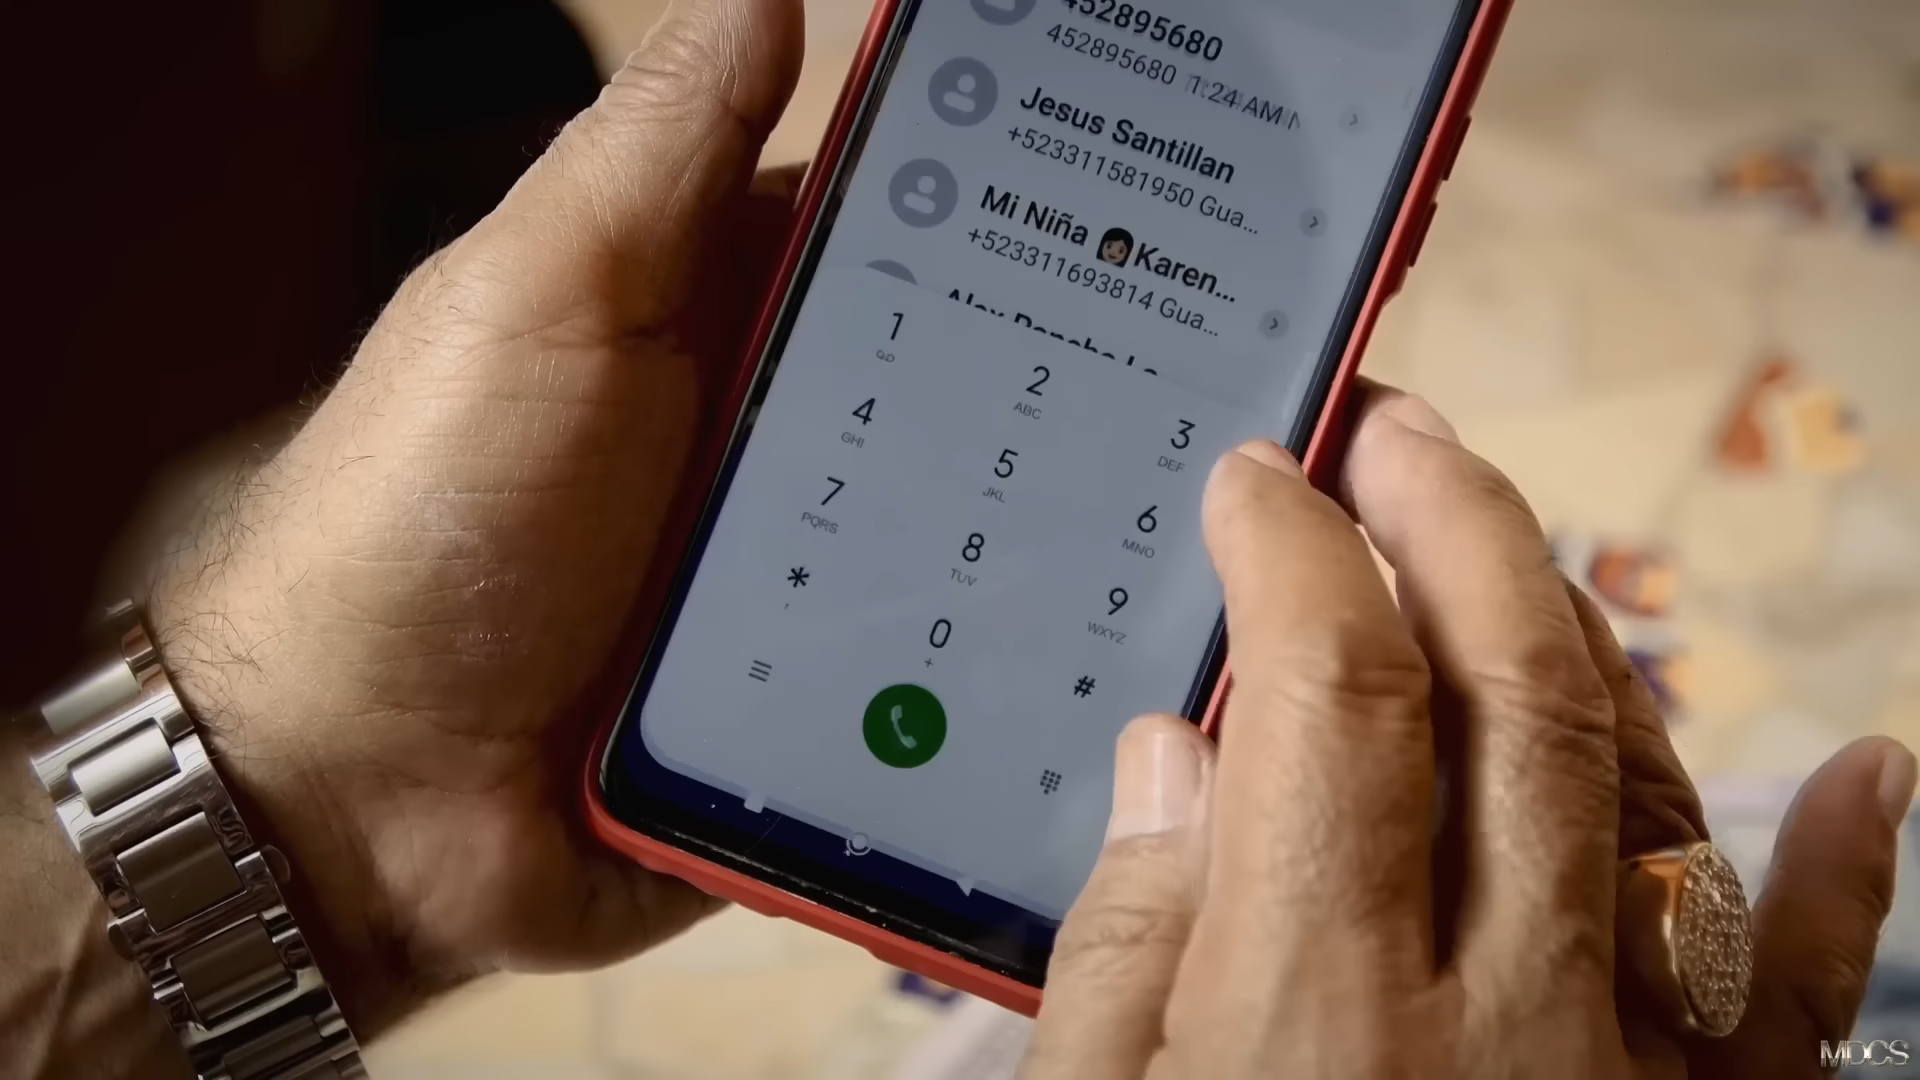 452895680
452895680 1:24 AM
Jesus Santillan
+523311581950 Gua...
Mi Niña 👩🏽Karen...
+523311693814 Gua...
1
2
ABC
3
DEF
4
GHI
5
JKL
6
MNO
7
PQRS
8
TUV
9
WXYZ
*
,
0
+
#
MDCS